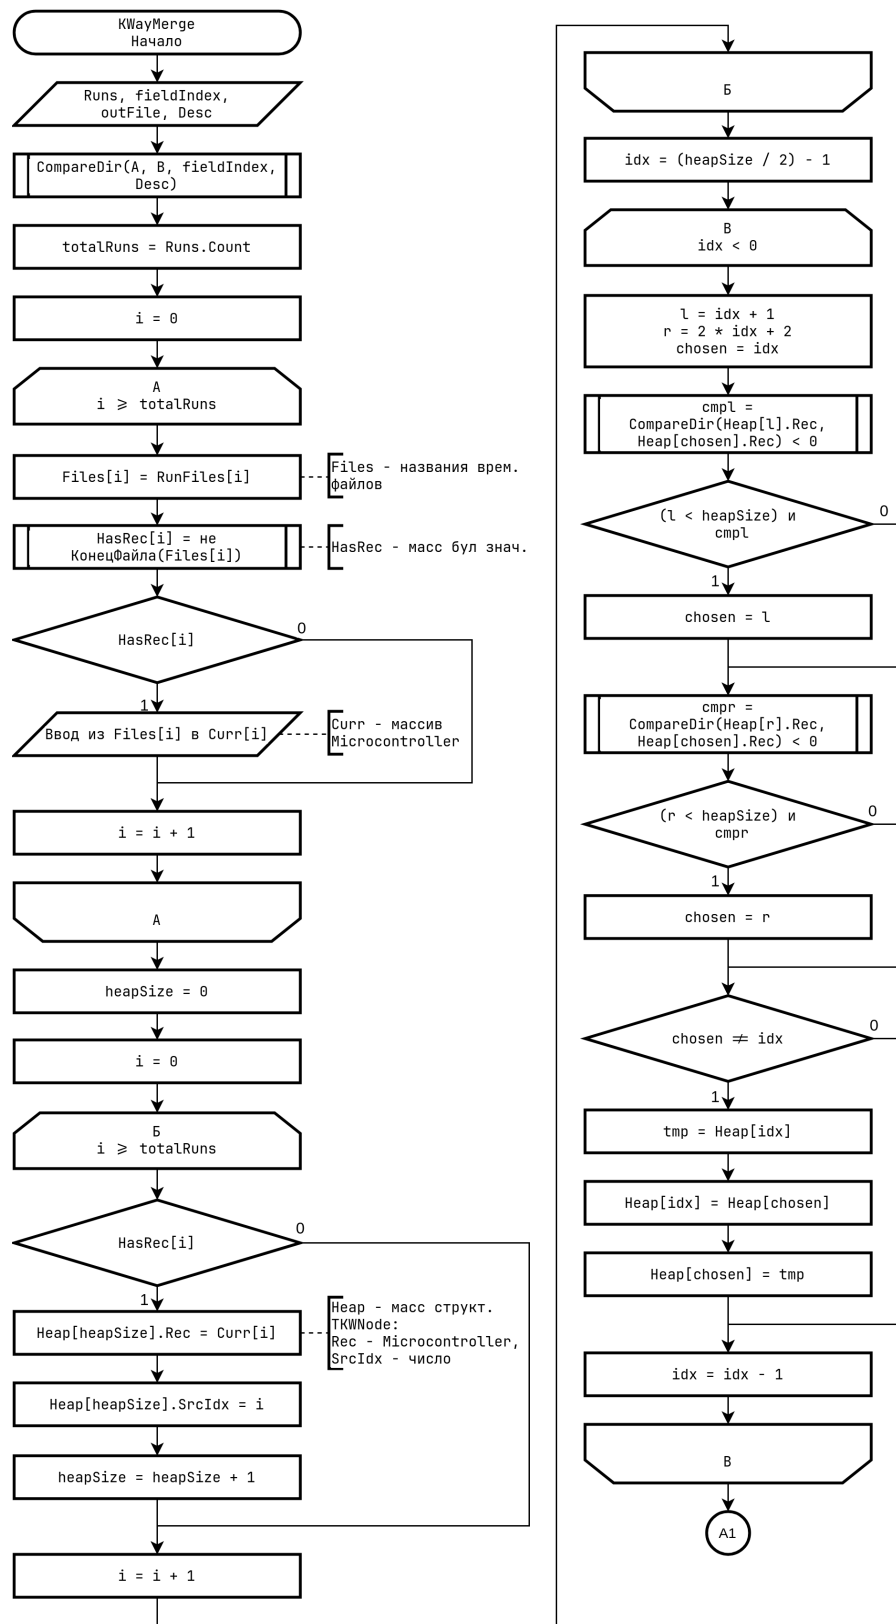 KWayMerge
Начало
Runs, fieldIndex,
outFile, Desc
CompareDir(A, B, fieldIndex,
Desc)
totalRuns = Runs.Count
i = 0
А
i ⩾ totalRuns
Files[i] = RunFiles[i]
Files - названия врем.
файлов
HasRec[i] = не
КонецФайла(Files[i])
HasRec - масс бул знач.
HasRec[i]
0
1
Ввод из Files[i] в Curr[i]
Curr - массив
Microcontroller
i = i + 1
А
heapSize = 0
i = 0
Б
i ⩾ totalRuns
HasRec[i]
0
1
Heap[heapSize].Rec = Curr[i]
Heap - масс структ.
TKWNode:
Rec - Microcontroller,
SrcIdx - число
Heap[heapSize].SrcIdx = i
heapSize = heapSize + 1
i = i + 1
Б
idx = (heapSize / 2) - 1
В
idx < 0
l = idx + 1
r = 2 * idx + 2
chosen = idx
cmpl =
CompareDir(Heap[l].Rec,
Heap[chosen].Rec) < 0
(l < heapSize) и
cmpl
0
1
chosen = l
cmpr =
CompareDir(Heap[r].Rec,
Heap[chosen].Rec) < 0
(r < heapSize) и
cmpr
0
1
chosen = r
chosen ≠ idx
0
1
tmp = Heap[idx]
Heap[idx] = Heap[chosen]
Heap[chosen] = tmp
idx = idx - 1
В
А1